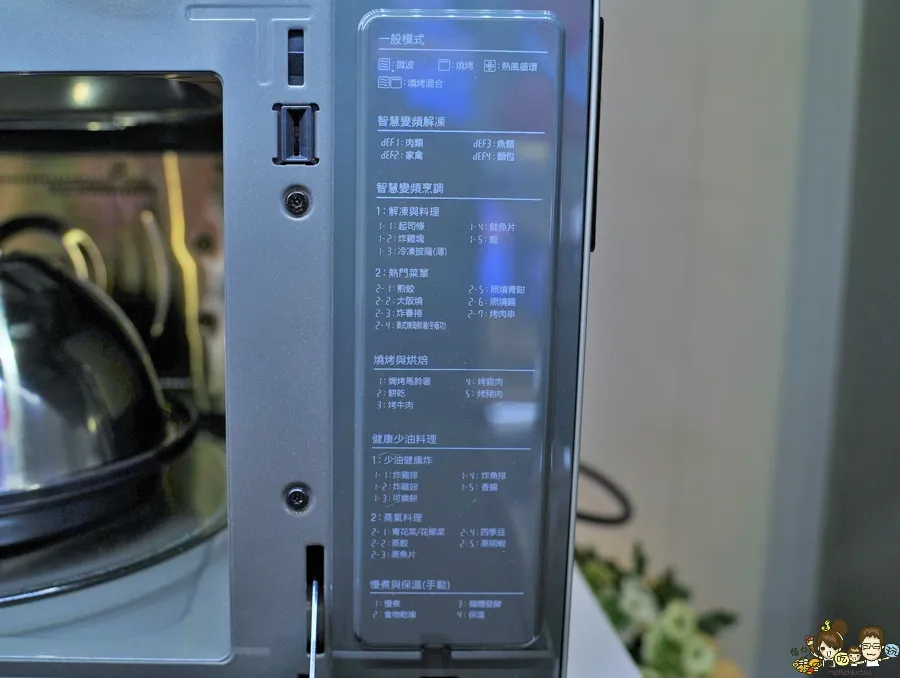 一般模式
:微波 :燒烤 :熱風循環
:燒烤混合
智慧變頻解凍
dEF1:肉類 dEF3:魚類
dEF2:家禽 dEF4:麵包
智慧變頻烹調
1:解凍與料理
1-1:起司條 1-4:鮭魚片
1-2:炸雞塊 1-5:蝦
1-3:冷凍披薩(薄)
2:熱門菜單
2-1:煎餃 2-5:照燒青魽
2-2:大阪燒 2-6:照燒雞
2-3:炸春捲 2-7:烤肉串
2-4:
燒烤與烘焙
1:焗烤馬鈴薯 4:烤雞肉
2:餅乾 5:烤豬肉
3:烤牛肉
健康少油料理
1:少油健康炸
1-1:炸雞排 1-4:炸魚排
1-2:炸雞翅 1-5:香腸
1-3:可樂餅
2:蒸氣料理
2-1:青花菜/花椰菜 2-4:四季豆
2-2:蒸餃 2-5:蒸明蝦
2-3:蒸魚片
慢煮與保溫(手動)
1:慢煮 3:麵糰發酵
2:食物乾燥 4:保溫